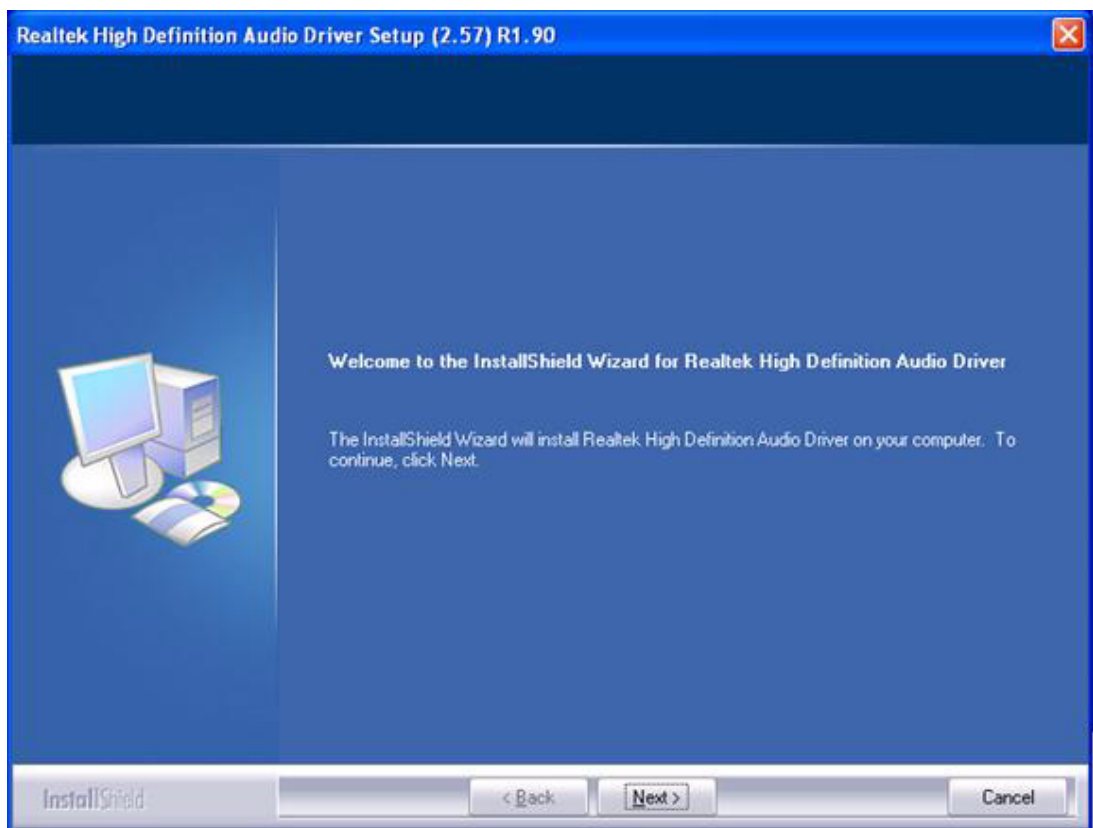 Realtek High Definition Audio Driver Setup (2.57) R1.90
Welcome to the InstallShield Wizard for Realtek High Definition Audio Driver
The InstallShield Wizard will install Realtek High Definition Audio Driver on your computer. To
continue, click Next.
InstallShield
< Back
Next >
Cancel